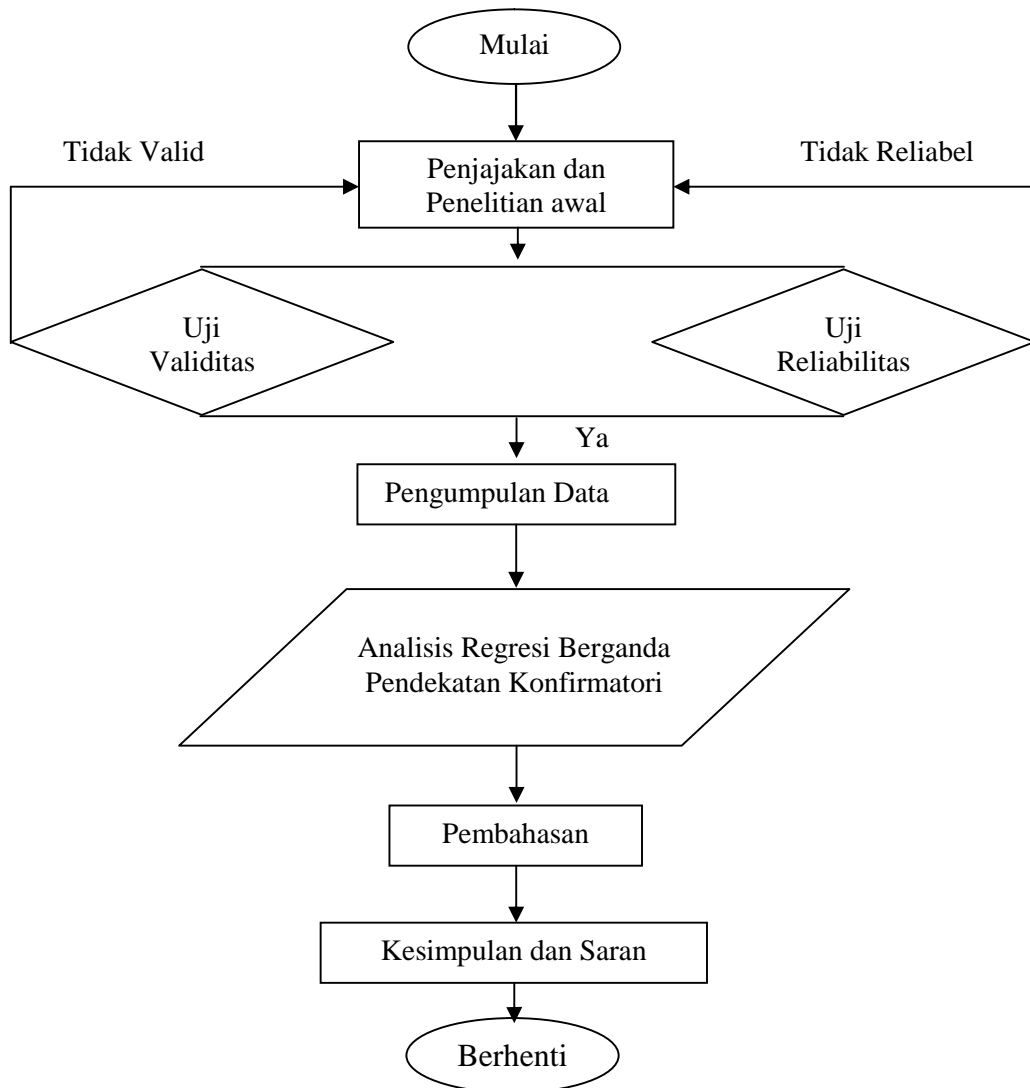 Mulai
Tidak Valid
Tidak Reliabel
Penjajakan dan
Penelitian awal
Uji
Validitas
Uji
Reliabilitas
Ya
Pengumpulan Data
Analisis Regresi Berganda
Pendekatan Konfirmatori
Pembahasan
Kesimpulan dan Saran
Berhenti